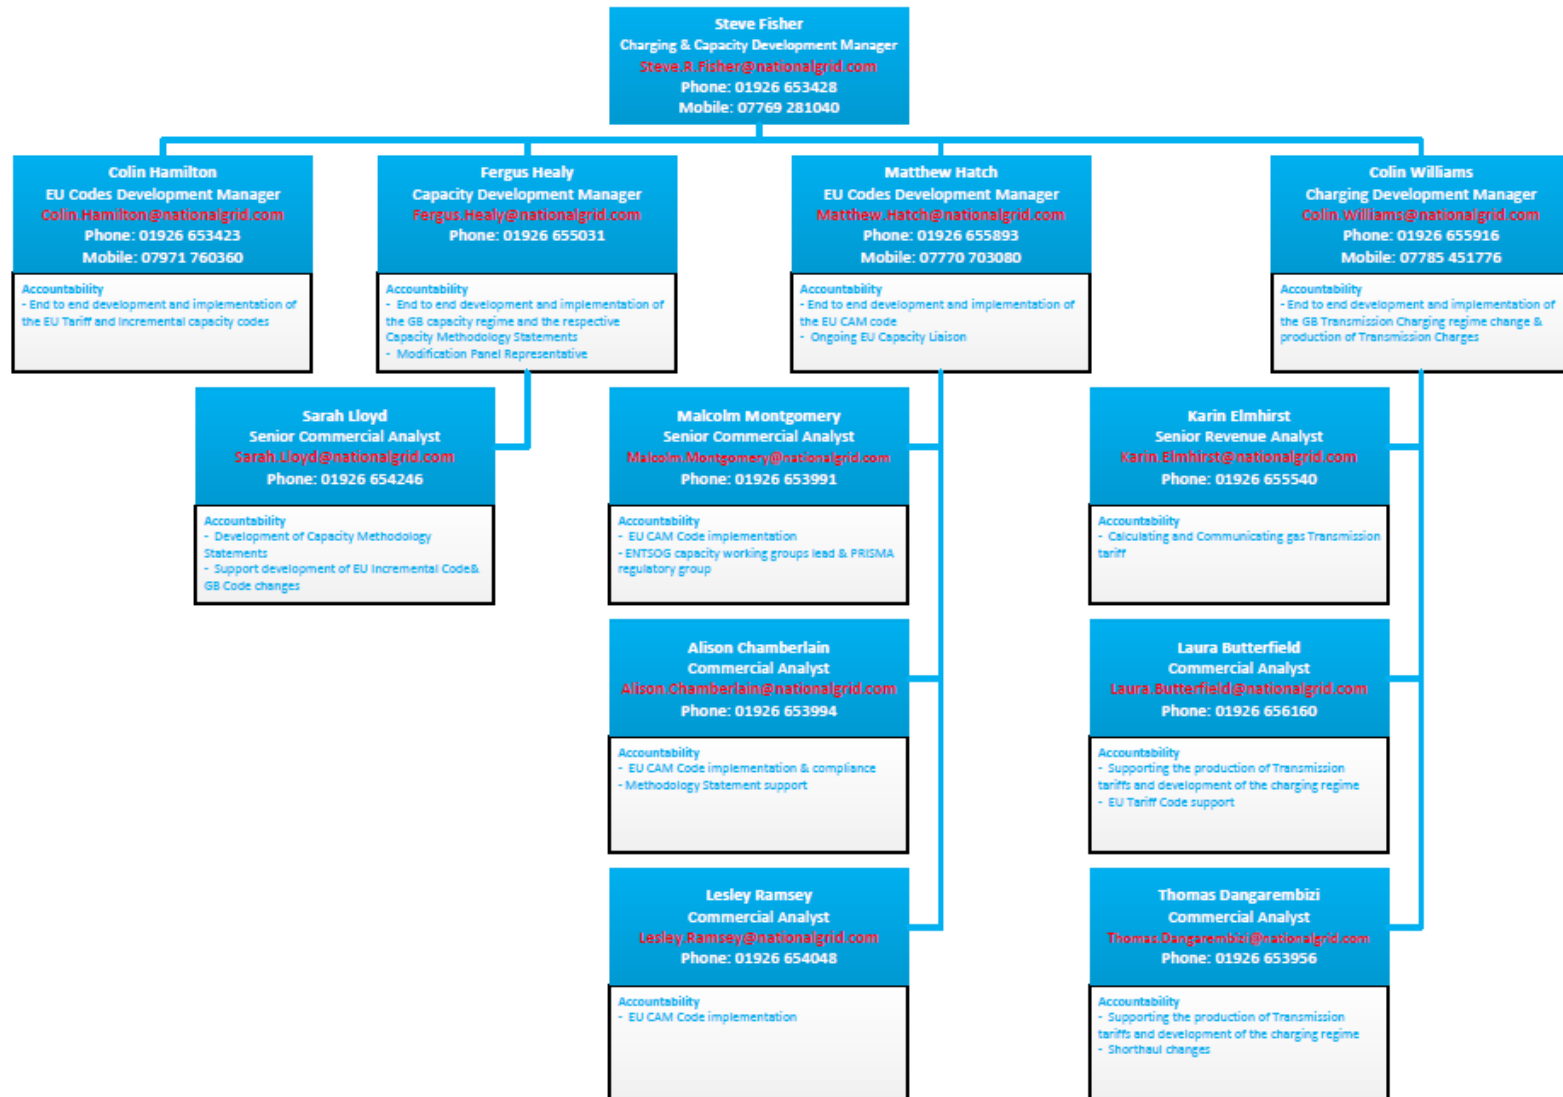 Steve Fisher
Charging & Capacity Development Manager
Steve.R.Fisher@nationalgrid.com
Phone: 01926 653428
Mobile: 07769 281040
Colin Hamilton
EU Codes Development Manager
Colin.Hamilton@nationalgrid.com
Phone: 01926 653423
Mobile: 07971 760360
Accountability
- End to end development and implementation of
the EU Tariff and Incremental capacity codes
Fergus Healy
Capacity Development Manager
Fergus.Healy@nationalgrid.com
Phone: 01926 655031
Accountability
- End to end development and implementation of
the GB capacity regime and the respective
Capacity Methodology Statements
- Modification Panel Representative
Matthew Hatch
EU Codes Development Manager
Matthew.Hatch@nationalgrid.com
Phone: 01926 655893
Mobile: 07770 703080
Accountability
- End to end development and implementation of
the EU CAM code
- Ongoing EU Capacity Liaison
Colin Williams
Charging Development Manager
Colin.Williams@nationalgrid.com
Phone: 01926 655916
Mobile: 07785 451776
Accountability
- End to end development and implementation of
the GB Transmission Charging regime change &
production of Transmission Charges
Sarah Lloyd
Senior Commercial Analyst
Sarah.Lloyd@nationalgrid.com
Phone: 01926 654246
Accountability
- Development of Capacity Methodology
Statements
- Support development of EU Incremental Code&
GB Code changes
Malcolm Montgomery
Senior Commercial Analyst
Malcolm.Montgomery@nationalgrid.com
Phone: 01926 653991
Accountability
- EU CAM Code implementation
- ENTSOG capacity working groups lead & PRISMA
regulatory group
Karin Elmhirst
Senior Revenue Analyst
Karin.Elmhirst@nationalgrid.com
Phone: 01926 655540
Accountability
- Calculating and Communicating gas Transmission
tariff
Alison Chamberlain
Commercial Analyst
Alison.Chamberlain@nationalgrid.com
Phone: 01926 653994
Accountability
- EU CAM Code implementation & compliance
- Methodology Statement support
Laura Butterfield
Commercial Analyst
Laura.Butterfield@nationalgrid.com
Phone: 01926 656160
Accountability
- Supporting the production of Transmission
tariffs and development of the charging regime
- EU Tariff Code support
Lesley Ramsey
Commercial Analyst
Lesley.Ramsey@nationalgrid.com
Phone: 01926 654048
Accountability
- EU CAM Code implementation
Thomas Dangarembizi
Commercial Analyst
Thomas.Dangarembizi@nationalgrid.com
Phone: 01926 653956
Accountability
- Supporting the production of Transmission
tariffs and development of the charging regime
- Shorthaul changes